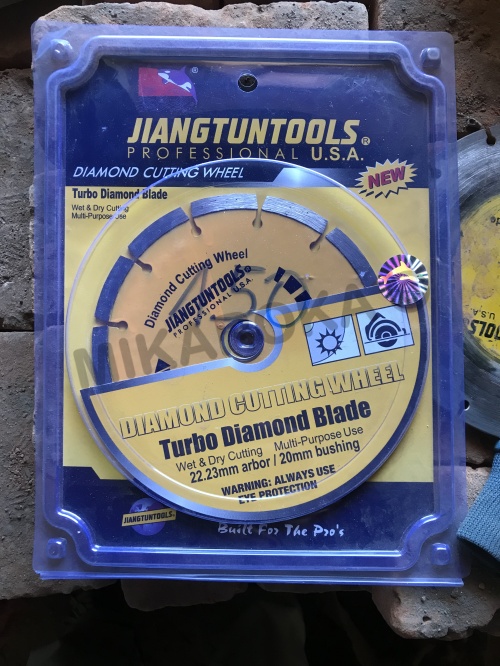 JIANGTUNTOOLS®
PROFESSIONAL U.S.A.
DIAMOND CUTTING WHEEL
NEW
Turbo Diamond Blade
Wet & Dry Cutting
Multi-Purpose Use
Diamond Cutting Wheel
JIANGTUNTOOLS®
PROFESSIONAL U.S.A.
MIKADOXA
DIAMOND CUTTING WHEEL
Turbo Diamond Blade
Wet & Dry Cutting Multi-Purpose Use
22.23mm arbor / 20mm bushing
WARNING: ALWAYS USE
EYE PROTECTION
JIANGTUNTOOLS
Built For The Pro's
U.S.A.